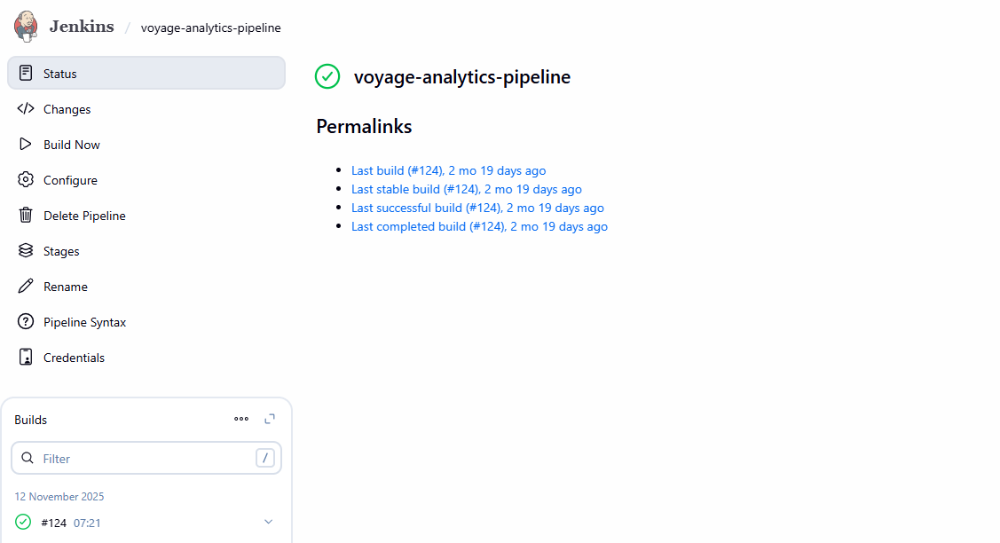 Jenkins / voyage-analytics-pipeline
Status
Changes
Build Now
Configure
Delete Pipeline
Stages
Rename
Pipeline Syntax
Credentials
Builds
Filter /
12 November 2025
#124 07:21
voyage-analytics-pipeline
Permalinks
Last build (#124), 2 mo 19 days ago
Last stable build (#124), 2 mo 19 days ago
Last successful build (#124), 2 mo 19 days ago
Last completed build (#124), 2 mo 19 days ago